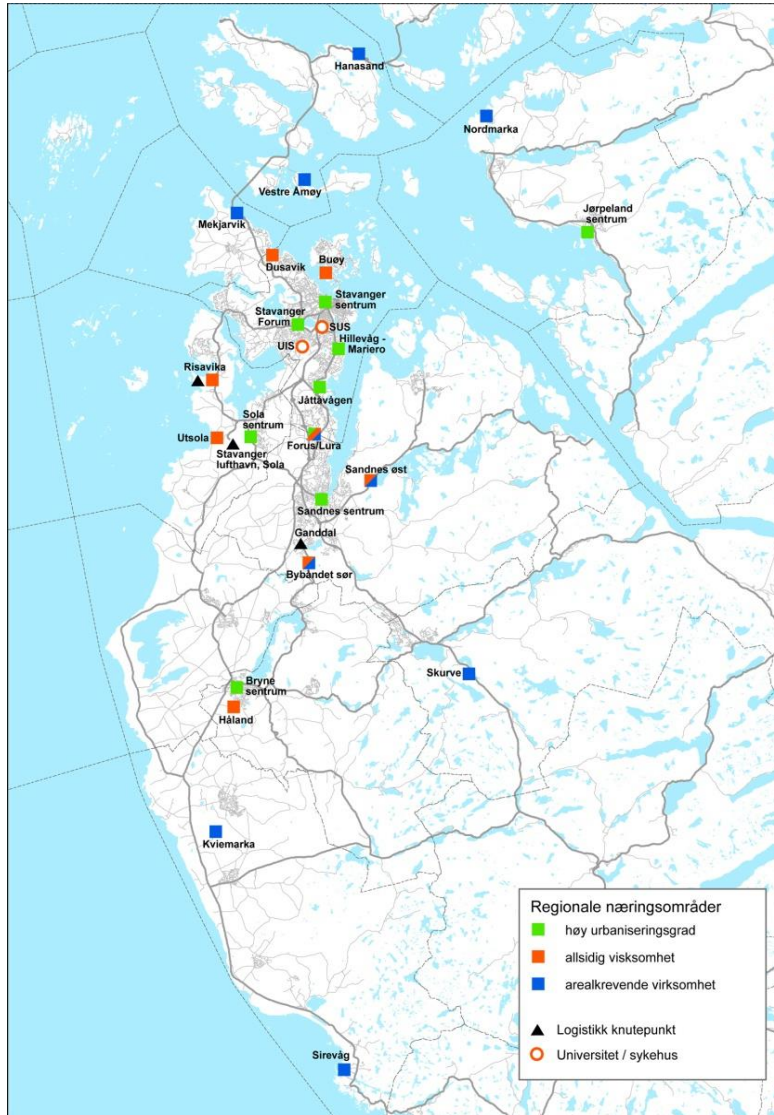 Hanasand
Nordmarka
Vestre Åmøy
Mekjarvik
Jørpeland
sentrum
Dusavik
Buøy
Stavanger
sentrum
Stavanger
Forum
SUS
UIS
Hillevåg -
Mariero
Risavika
Jåttåvågen
Sola
sentrum
Utsola
Stavanger
lufthavn, Sola
Forus/Lura
Sandnes øst
Sandnes sentrum
Ganddal
Bybåndet sør
Skurve
Bryne
sentrum
Håland
Kviemarka
Sirevåg
Regionale næringsområder
høy urbaniseringsgrad
allsidig visksomhet
arealkrevende virksomhet
Logistikk knutepunkt
Universitet / sykehus